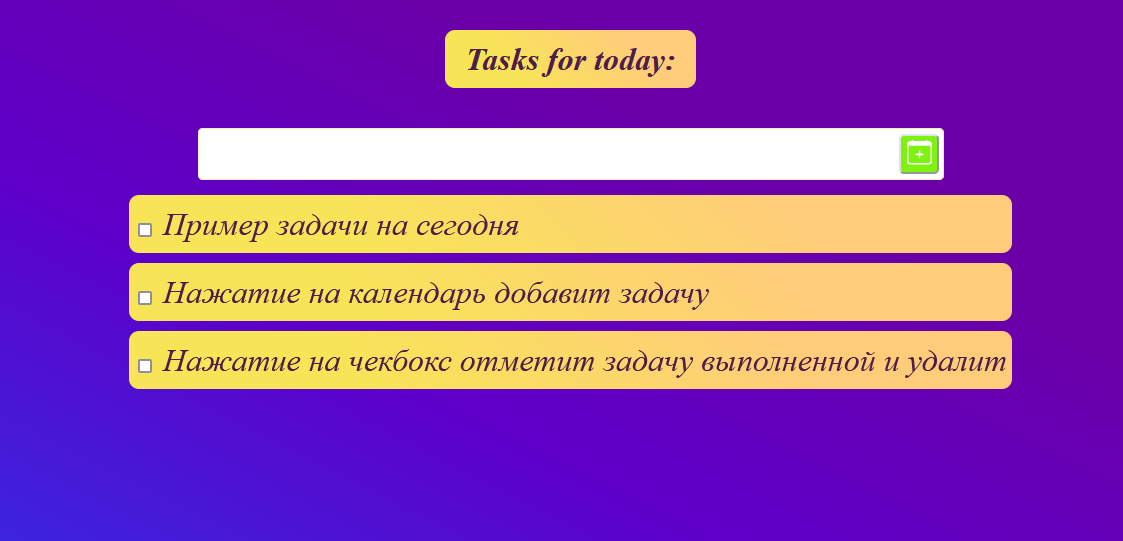 Tasks for today:
Пример задачи на сегодня
Нажатие на календарь добавит задачу
Нажатие на чекбокс отметит задачу выполненной и удалит